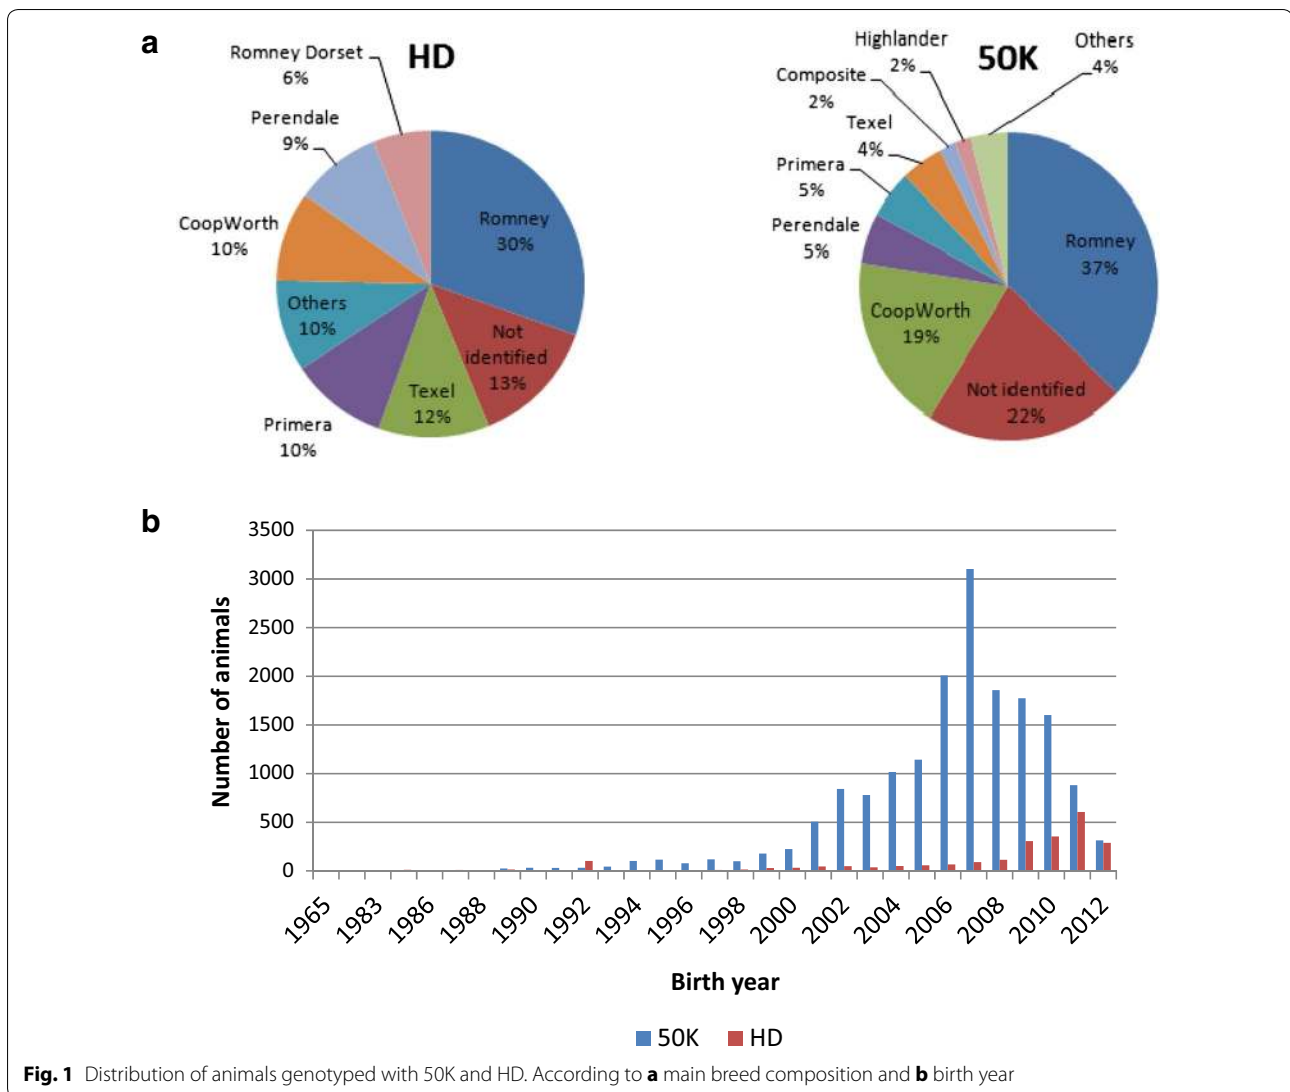 a
HD
Romney Dorset
6%
Perendale
9%
CoopWorth
10%
Others
10%
Primera
10%
Texel
12%
Not
identified
13%
Romney
30%
50K
Highlander
2%
Others
4%
Composite
2%
Texel
4%
Primera
5%
Perendale
5%
CoopWorth
19%
Not identified
22%
Romney
37%
b
Number of animals
3500
3000
2500
2000
1500
1000
500
0
1965
1983
1986
1988
1990
1992
1994
1996
1998
2000
2002
2004
2006
2008
2010
2012
Birth year
50K
HD
Fig. 1 Distribution of animals genotyped with 50K and HD. According to a main breed composition and b birth year